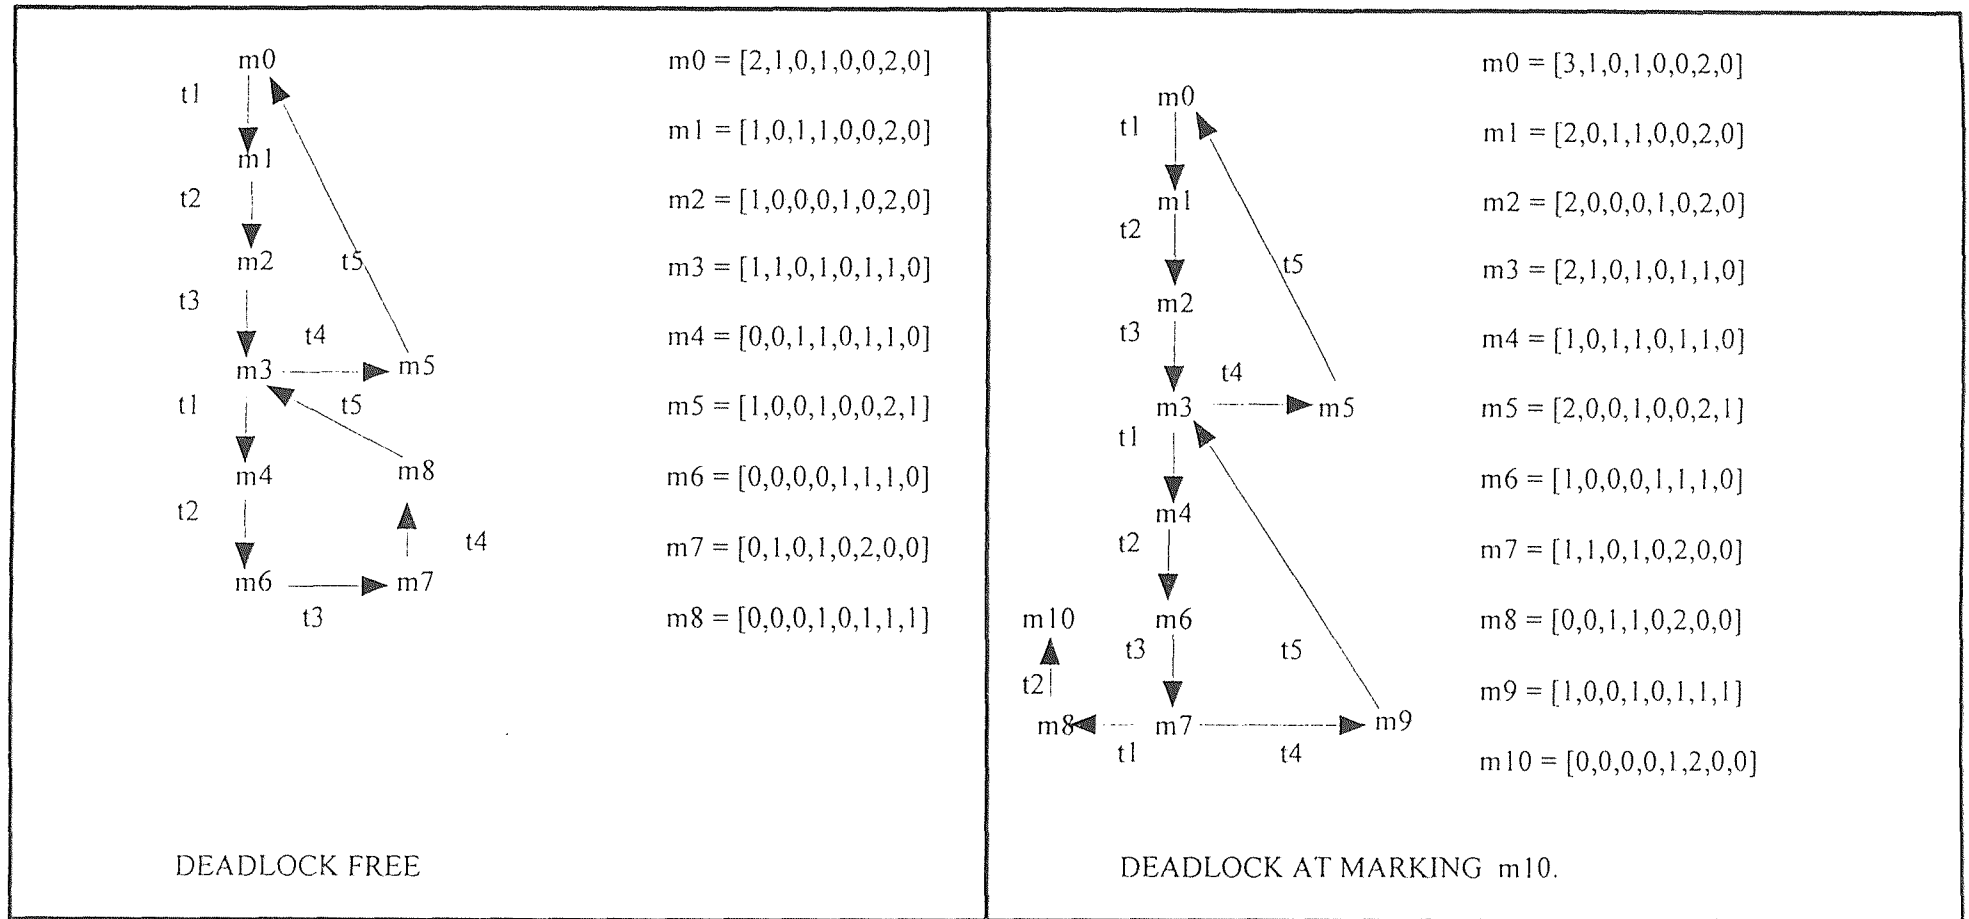 m0
t1
m1
t2
m2
t5
t3
t4
m3
m5
t1
t5
m4
m8
t2
t4
m6
m7
t3
m0 = [2,1,0,1,0,0,2,0]
m1 = [1,0,1,1,0,0,2,0]
m2 = [1,0,0,0,1,0,2,0]
m3 = [1,1,0,1,0,1,1,0]
m4 = [0,0,1,1,0,1,1,0]
m5 = [1,0,0,1,0,0,2,1]
m6 = [0,0,0,0,1,1,1,0]
m7 = [0,1,0,1,0,2,0,0]
m8 = [0,0,0,1,0,1,1,1]
DEADLOCK FREE
m0
t1
m1
t2
t5
m2
t3
t4
m3
m5
t1
m4
t2
m10
m6
t3
t5
t2
m8
m7
m9
t1
t4
m0 = [3,1,0,1,0,0,2,0]
m1 = [2,0,1,1,0,0,2,0]
m2 = [2,0,0,0,1,0,2,0]
m3 = [2,1,0,1,0,1,1,0]
m4 = [1,0,1,1,0,1,1,0]
m5 = [2,0,0,1,0,0,2,1]
m6 = [1,0,0,0,1,1,1,0]
m7 = [1,1,0,1,0,2,0,0]
m8 = [0,0,1,1,0,2,0,0]
m9 = [1,0,0,1,0,1,1,1]
m10 = [0,0,0,0,1,2,0,0]
DEADLOCK AT MARKING m10.